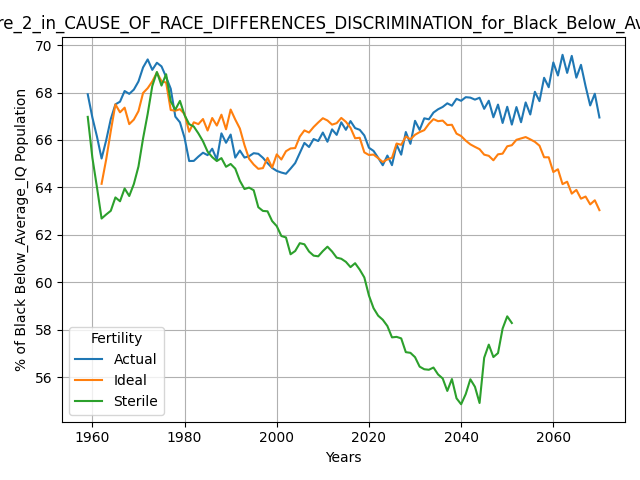 re_2_in_CAUSE_OF_RACE_DIFFERENCES_DISCRIMINATION_for_Black_Below_Av
% of Black Below_Average_IQ Population
70
68
66
64
62
60
58
56
Fertility
Actual
Ideal
Sterile
1960
1980
2000
2020
2040
2060
Years